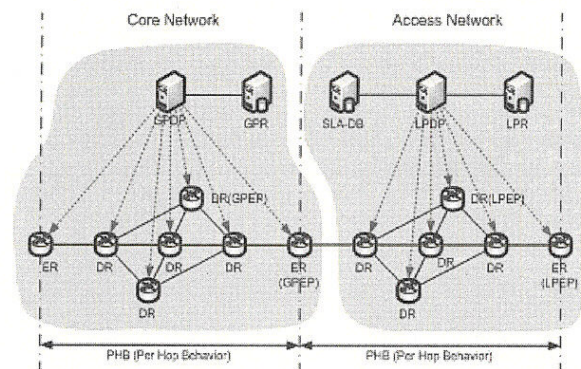 Core Network
Access Network
GPDP
GPR
SLA-DB
LPDP
LPR
DR(GPEP)
DR(LPEP)
ER
DR
DR
DR
ER
(GPEP)
DR
DR
DR
ER
(LPEP)
DR
DR
PHB (Per Hop Behavior)
PHB (Per Hop Behavior)